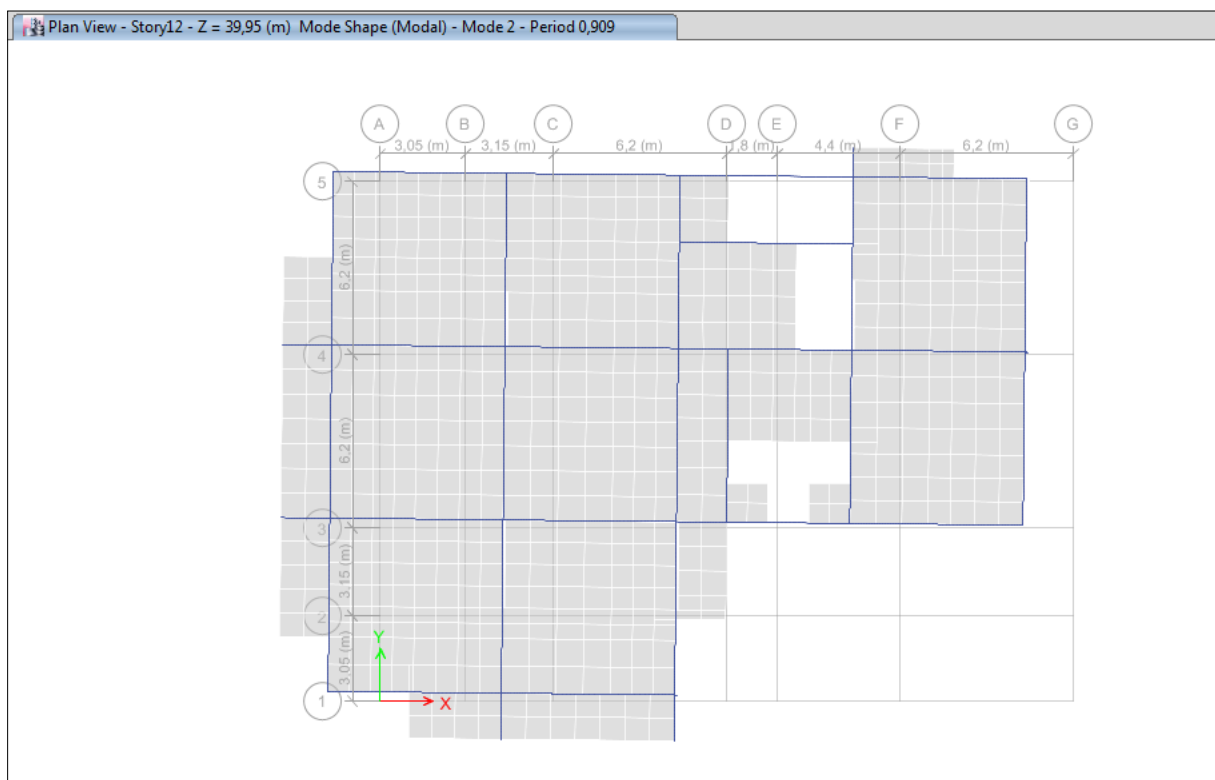 Plan View - Story12 - Z = 39,95 (m) Mode Shape (Modal) - Mode 2 - Period 0,909
A B C D E F G
3,05 (m) 3,15 (m) 6,2 (m) 1,8 (m) 4,4 (m) 6,2 (m)
5
6,2 (m)
4
6,2 (m)
3
3,15 (m)
2
3,05 (m)
Y
X
1